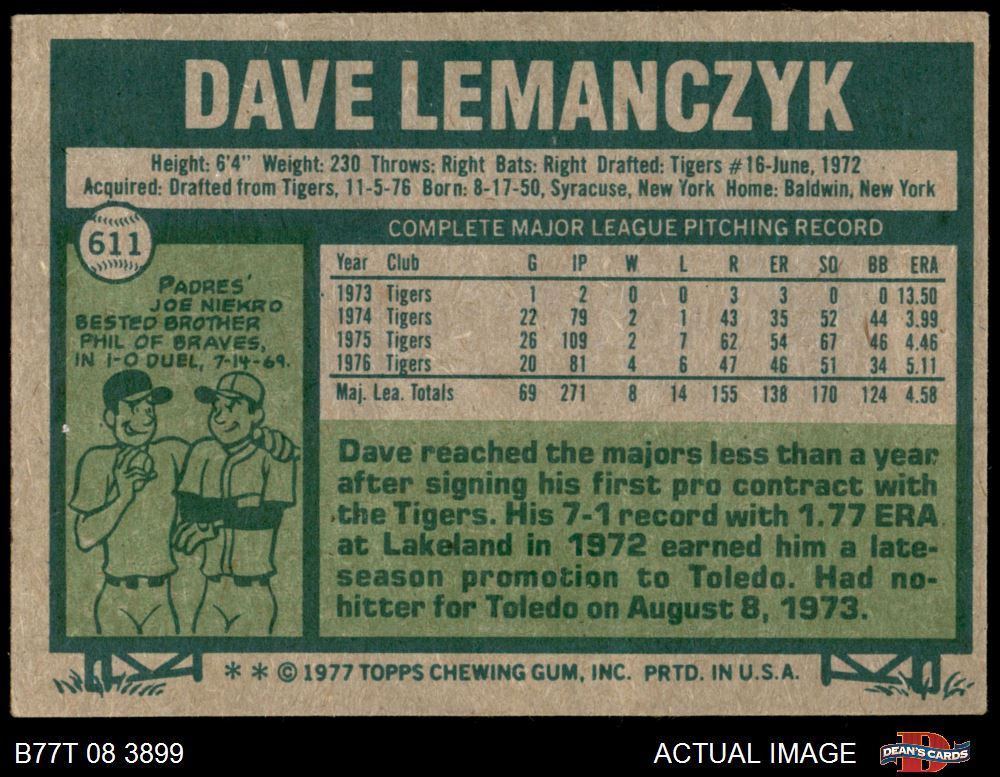 DAVE LEMANCZYK
Height: 6'4" Weight: 230 Throws: Right Bats: Right Drafted: Tigers #16-June, 1972
Acquired: Drafted from Tigers, 11-5-76 Born: 8-17-50, Syracuse, New York Home: Baldwin, New York
611
PADRES'
JOE NIEKRO
BESTED BROTHER
PHIL OF BRAVES,
IN 1-0 DUEL, 7-14-69.
COMPLETE MAJOR LEAGUE PITCHING RECORD
Year Club G IP W L R ER SO BB ERA
1973 Tigers 1 2 0 0 3 3 0 0 13.50
1974 Tigers 22 79 2 1 43 35 52 44 3.99
1975 Tigers 26 109 2 7 62 54 67 46 4.46
1976 Tigers 20 81 4 6 47 46 51 34 5.11
Maj. Lea. Totals 69 271 8 14 155 138 170 124 4.58
Dave reached the majors less than a year
after signing his first pro contract with
the Tigers. His 7-1 record with 1.77 ERA
at Lakeland in 1972 earned him a late-
season promotion to Toledo. Had no-
hitter for Toledo on August 8, 1973.
* * © 1977 TOPPS CHEWING GUM, INC. PRTD. IN U.S.A.
B77T 08 3899
ACTUAL IMAGE
D
DEAN'S CARDS